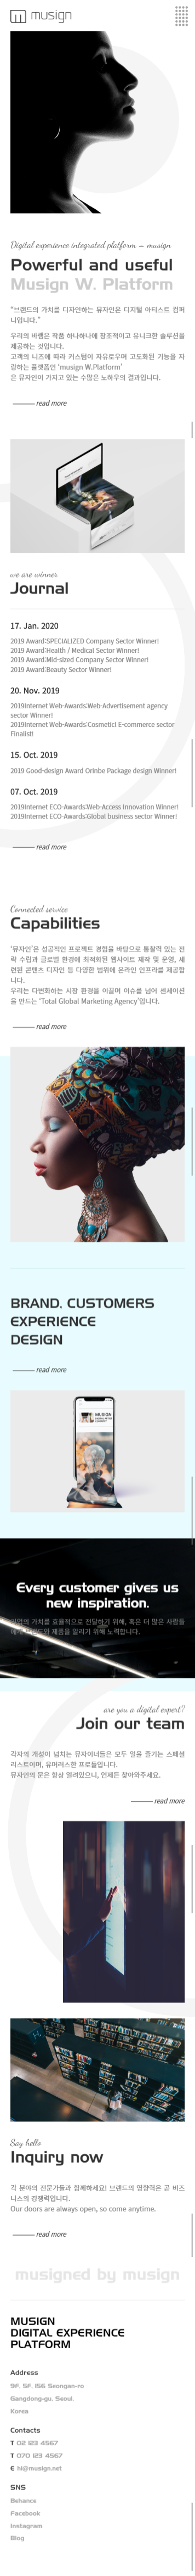 musign
Digital experience integrated platform – musign
Powerful and useful
Musign W. Platform
"브랜드의 가치를 디자인하는 뮤자인은 디지털 아티스트 컴퍼
니입니다."
우리의 바램은 작품 하나하나에 창조적이고 유니크한 솔루션을
제공하는 것입니다.
고객의 니즈에 따라 커스텀이 자유로우며 고도화된 기능을 자
랑하는 플랫폼인 'musign W.Platform'
은 뮤자인이 가지고 있는 수많은 노하우의 결과입니다.
read more
we are winner
Journal
17. Jan. 2020
2019 Award:SPECIALIZED Company Sector Winner!
2019 Award:Health / Medical Sector Winner!
2019 Award:Mid-sized Company Sector Winner!
2019 Award:Beauty Sector Winner!
20. Nov. 2019
2019Internet Web-Awards:Web-Advertisement agency
sector Winner!
2019Internet Web-Awards:Cosmetict E-commerce sector
Finalist!
15. Oct. 2019
2019 Good-design Award Orinbe Package design Winner!
07. Oct. 2019
2019Internet ECO-Awards:Web Access Innovation Winner!
2019Internet ECO-Awards:Global business sector Winner!
read more
Connected service
Capabilities
'뮤자인'은 성공적인 프로젝트 경험을 바탕으로 통찰력 있는 전
략 수립과 글로벌 환경에 최적화된 웹사이트 제작 및 운영, 세
련된 콘텐츠 디자인 등 다양한 범위에 온라인 인프라를 제공합
니다.
우리는 다변화하는 시장 환경을 이끌며 이슈를 넘어 센세이션
을 만드는 'Total Global Marketing Agency'입니다.
read more
BRAND. CUSTOMERS
EXPERIENCE
DESIGN
read more
MUSIGN
Every customer gives us
new inspiration.
가치를 효율적으로 전달하기 위해, 혹은 더 많은 사람들
제품을 알리기 위해 노력합니다.
are you a digital expert?
Join our team
각자의 개성이 넘치는 뮤자이너들은 모두 일을 즐기는 스페셜
리스트이며, 유머러스한 프로들입니다.
뮤자인의 문은 항상 열려있으니, 언제든 찾아와주세요.
read more
Say hello
Inquiry now
각 분야의 전문가들과 함께하세요! 브랜드의 영향력은 곧 비즈
니스의 경쟁력입니다.
Our doors are always open, so come anytime.
read more
musigned by musign
MUSIGN
DIGITAL EXPERIENCE
PLATFORM
Address
9F, 5F, 156 Seongan-ro
Gangdong-gu, Seoul,
Korea
Contacts
T 02 123 4567
T 070 123 4567
E hi@musign.net
SNS
Behance
Facebook
Instagram
Blog